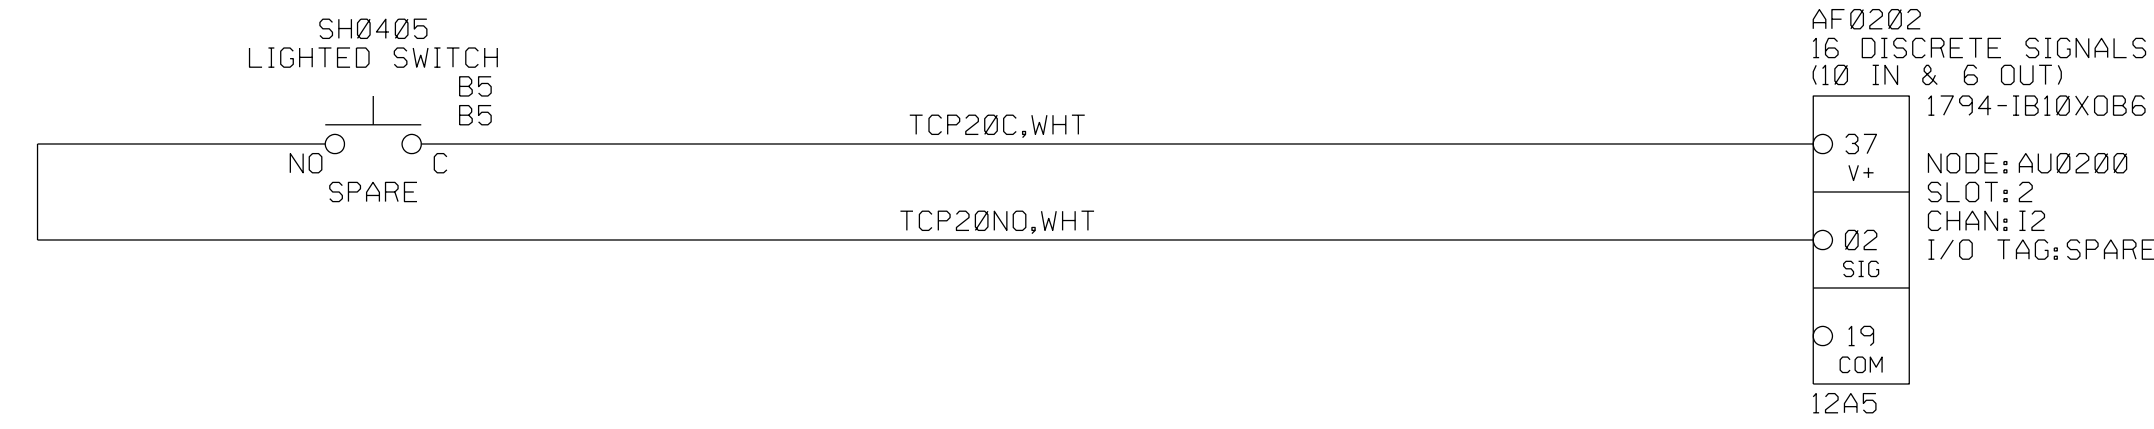 SH0405
LIGHTED SWITCH
B5
B5
NO
C
SPARE
TCP20C,WHT
TCP20NO,WHT
AF0202
16 DISCRETE SIGNALS
(10 IN & 6 OUT)
1794-IB10XOB6
37
V+
NODE:AU0200
SLOT:2
CHAN:I2
I/O TAG:SPARE
02
SIG
19
COM
12A5